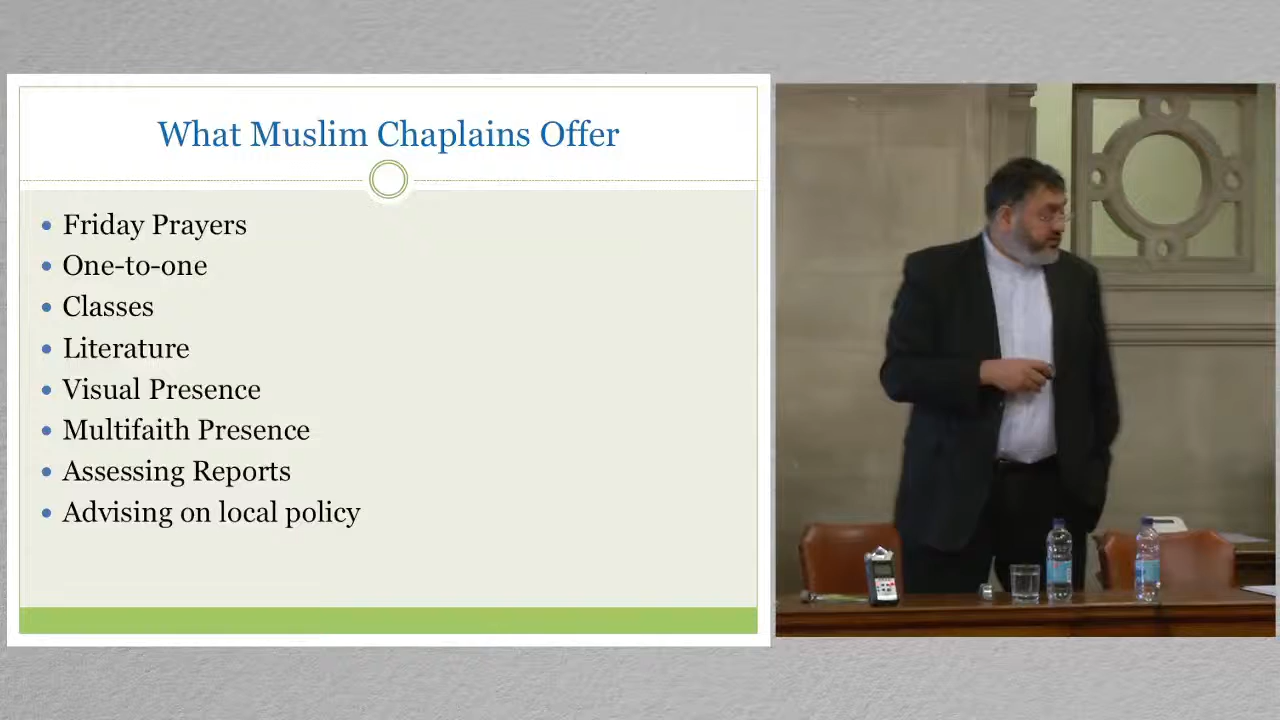 What Muslim Chaplains Offer
• Friday Prayers
• One-to-one
• Classes
• Literature
• Visual Presence
• Multifaith Presence
• Assessing Reports
• Advising on local policy